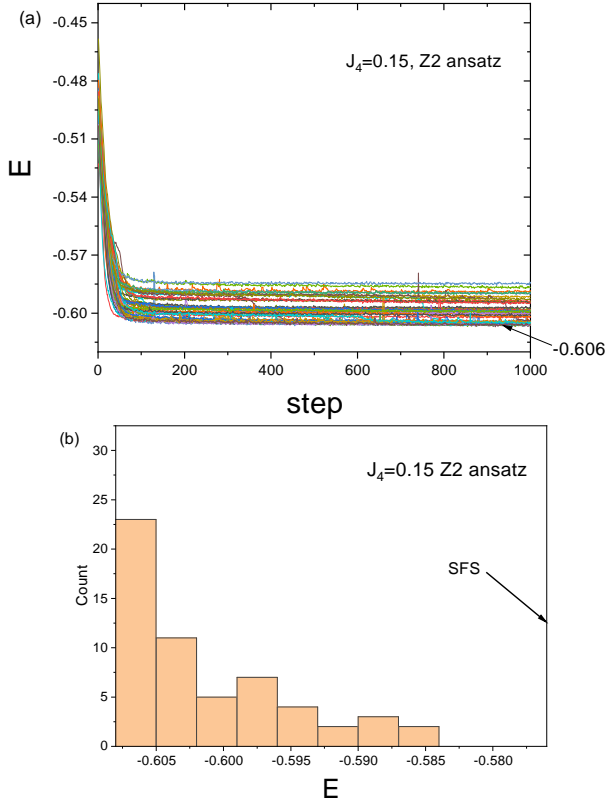 (a)
J4=0.15, Z2 ansatz
E
-0.45
-0.48
-0.51
-0.54
-0.57
-0.60
0 200 400 600 800 1000
-0.606
step
(b)
J4=0.15 Z2 ansatz
SFS
Count
30
25
20
15
10
5
0
-0.605 -0.600 -0.595 -0.590 -0.585 -0.580
E